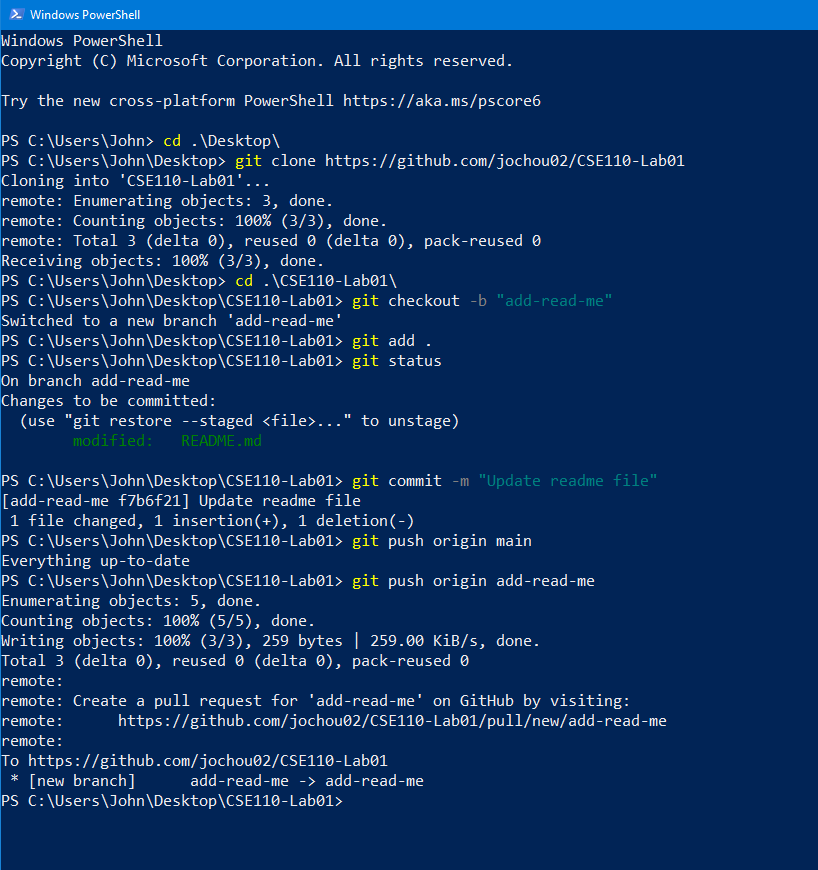 Windows PowerShell
Windows PowerShell
Copyright (C) Microsoft Corporation. All rights reserved.
Try the new cross-platform PowerShell https://aka.ms/pscore6
PS C:\Users\John> cd .\Desktop\
PS C:\Users\John\Desktop> git clone https://github.com/jochou02/CSE110-Lab01
Cloning into 'CSE110-Lab01'...
remote: Enumerating objects: 3, done.
remote: Counting objects: 100% (3/3), done.
remote: Total 3 (delta 0), reused 0 (delta 0), pack-reused 0
Receiving objects: 100% (3/3), done.
PS C:\Users\John\Desktop> cd .\CSE110-Lab01\
PS C:\Users\John\Desktop\CSE110-Lab01> git checkout -b "add-read-me"
Switched to a new branch 'add-read-me'
PS C:\Users\John\Desktop\CSE110-Lab01> git add .
PS C:\Users\John\Desktop\CSE110-Lab01> git status
On branch add-read-me
Changes to be committed:
  (use "git restore --staged <file>..." to unstage)
        modified:   README.md
PS C:\Users\John\Desktop\CSE110-Lab01> git commit -m "Update readme file"
[add-read-me f7b6f21] Update readme file
 1 file changed, 1 insertion(+), 1 deletion(-)
PS C:\Users\John\Desktop\CSE110-Lab01> git push origin main
Everything up-to-date
PS C:\Users\John\Desktop\CSE110-Lab01> git push origin add-read-me
Enumerating objects: 5, done.
Counting objects: 100% (5/5), done.
Writing objects: 100% (3/3), 259 bytes | 259.00 KiB/s, done.
Total 3 (delta 0), reused 0 (delta 0), pack-reused 0
remote:
remote: Create a pull request for 'add-read-me' on GitHub by visiting:
remote:      https://github.com/jochou02/CSE110-Lab01/pull/new/add-read-me
remote:
To https://github.com/jochou02/CSE110-Lab01
 * [new branch]      add-read-me -> add-read-me
PS C:\Users\John\Desktop\CSE110-Lab01>